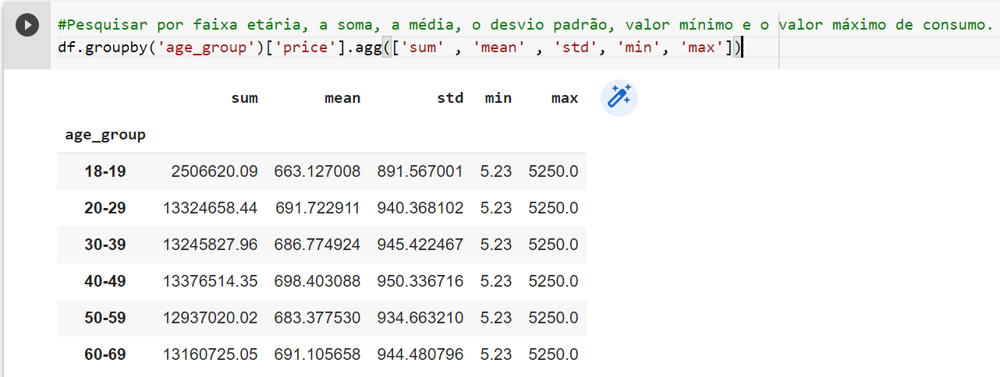 #Pesquisar por faixa etária, a soma, a média, o desvio padrão, valor mínimo e o valor máximo de consumo.
df.groupby('age_group')['price'].agg(['sum' , 'mean' , 'std', 'min', 'max'])
sum mean std min max
age_group
18-19 2506620.09 663.127008 891.567001 5.23 5250.0
20-29 13324658.44 691.722911 940.368102 5.23 5250.0
30-39 13245827.96 686.774924 945.422467 5.23 5250.0
40-49 13376514.35 698.403088 950.336716 5.23 5250.0
50-59 12937020.02 683.377530 934.663210 5.23 5250.0
60-69 13160725.05 691.105658 944.480796 5.23 5250.0